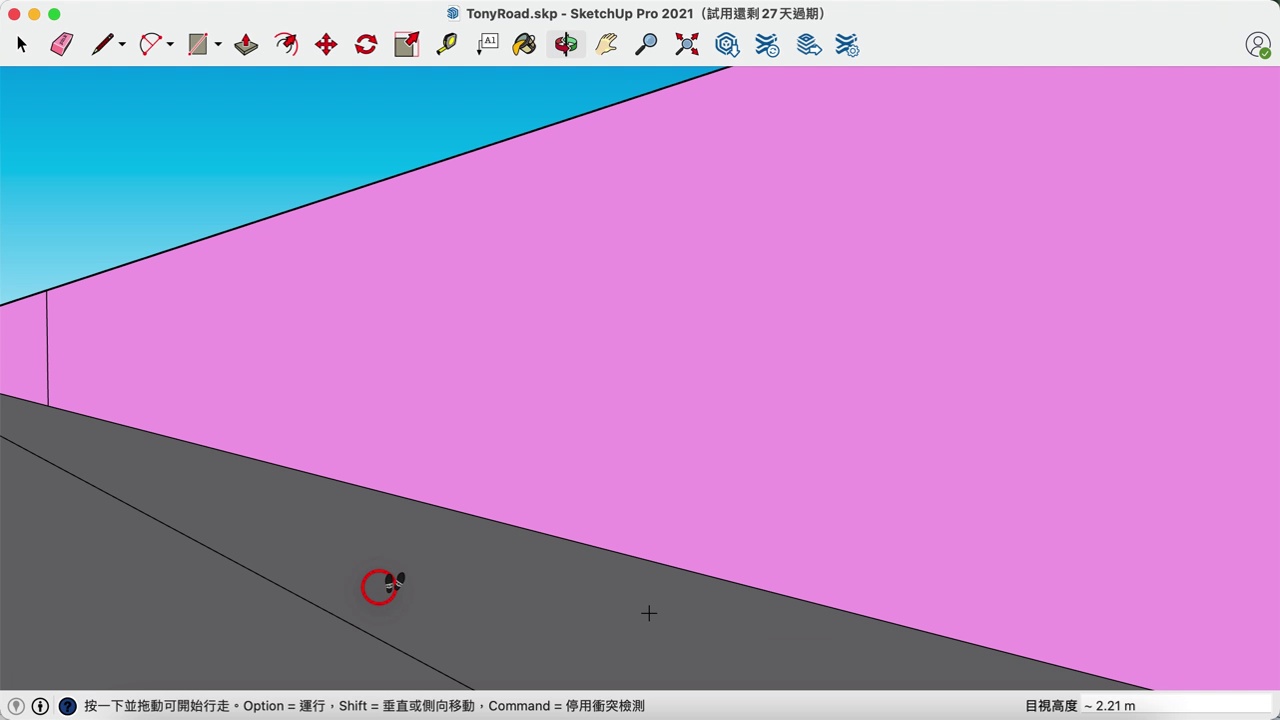 TonyRoad.skp - SketchUp Pro 2021（試用還剩 27 天過期）
A1
?
按一下並拖動可開始行走。Option = 運行，Shift = 垂直或側向移動，Command = 停用衝突檢測
目視高度 ~ 2.21 m